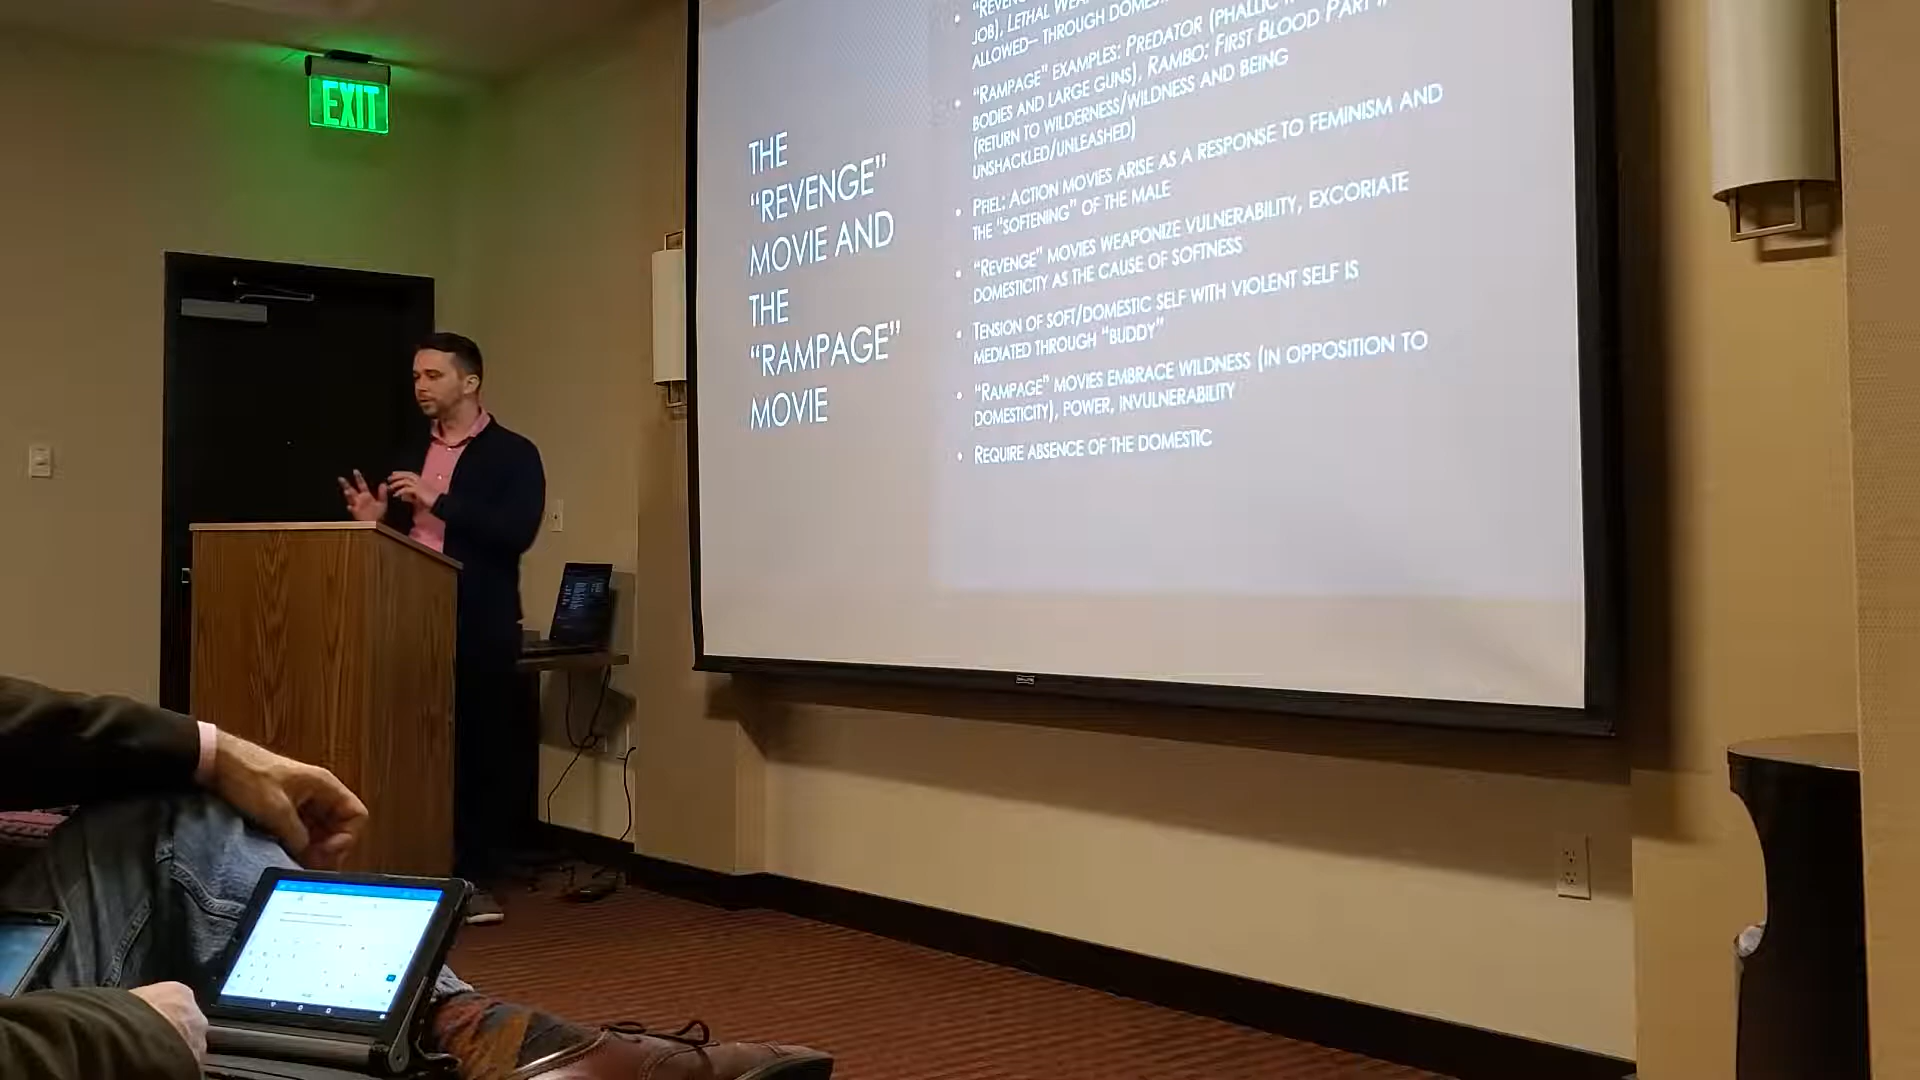 EXIT
THE
“REVENGE”
MOVIE AND
THE
“RAMPAGE”
MOVIE
JOB), LETHAL
ALLOWED– THROUGH
“RAMPAGE” EXAMPLES: PREDATOR (PHALLIC
BODIES AND LARGE GUNS), RAMBO: FIRST BLOOD PART II
(RETURN TO WILDERNESS/WILDNESS AND BEING
UNSHACKLED/UNLEASHED)
PFIEL: ACTION MOVIES ARISE AS A RESPONSE TO FEMINISM AND
THE “SOFTENING” OF THE MALE
“REVENGE” MOVIES WEAPONIZE VULNERABILITY, EXCORIATE
DOMESTICITY AS THE CAUSE OF SOFTNESS
TENSION OF SOFT/DOMESTIC SELF WITH VIOLENT SELF IS
MEDIATED THROUGH “BUDDY”
“RAMPAGE” MOVIES EMBRACE WILDNESS (IN OPPOSITION TO
DOMESTICITY), POWER, INVULNERABILITY
REQUIRE ABSENCE OF THE DOMESTIC